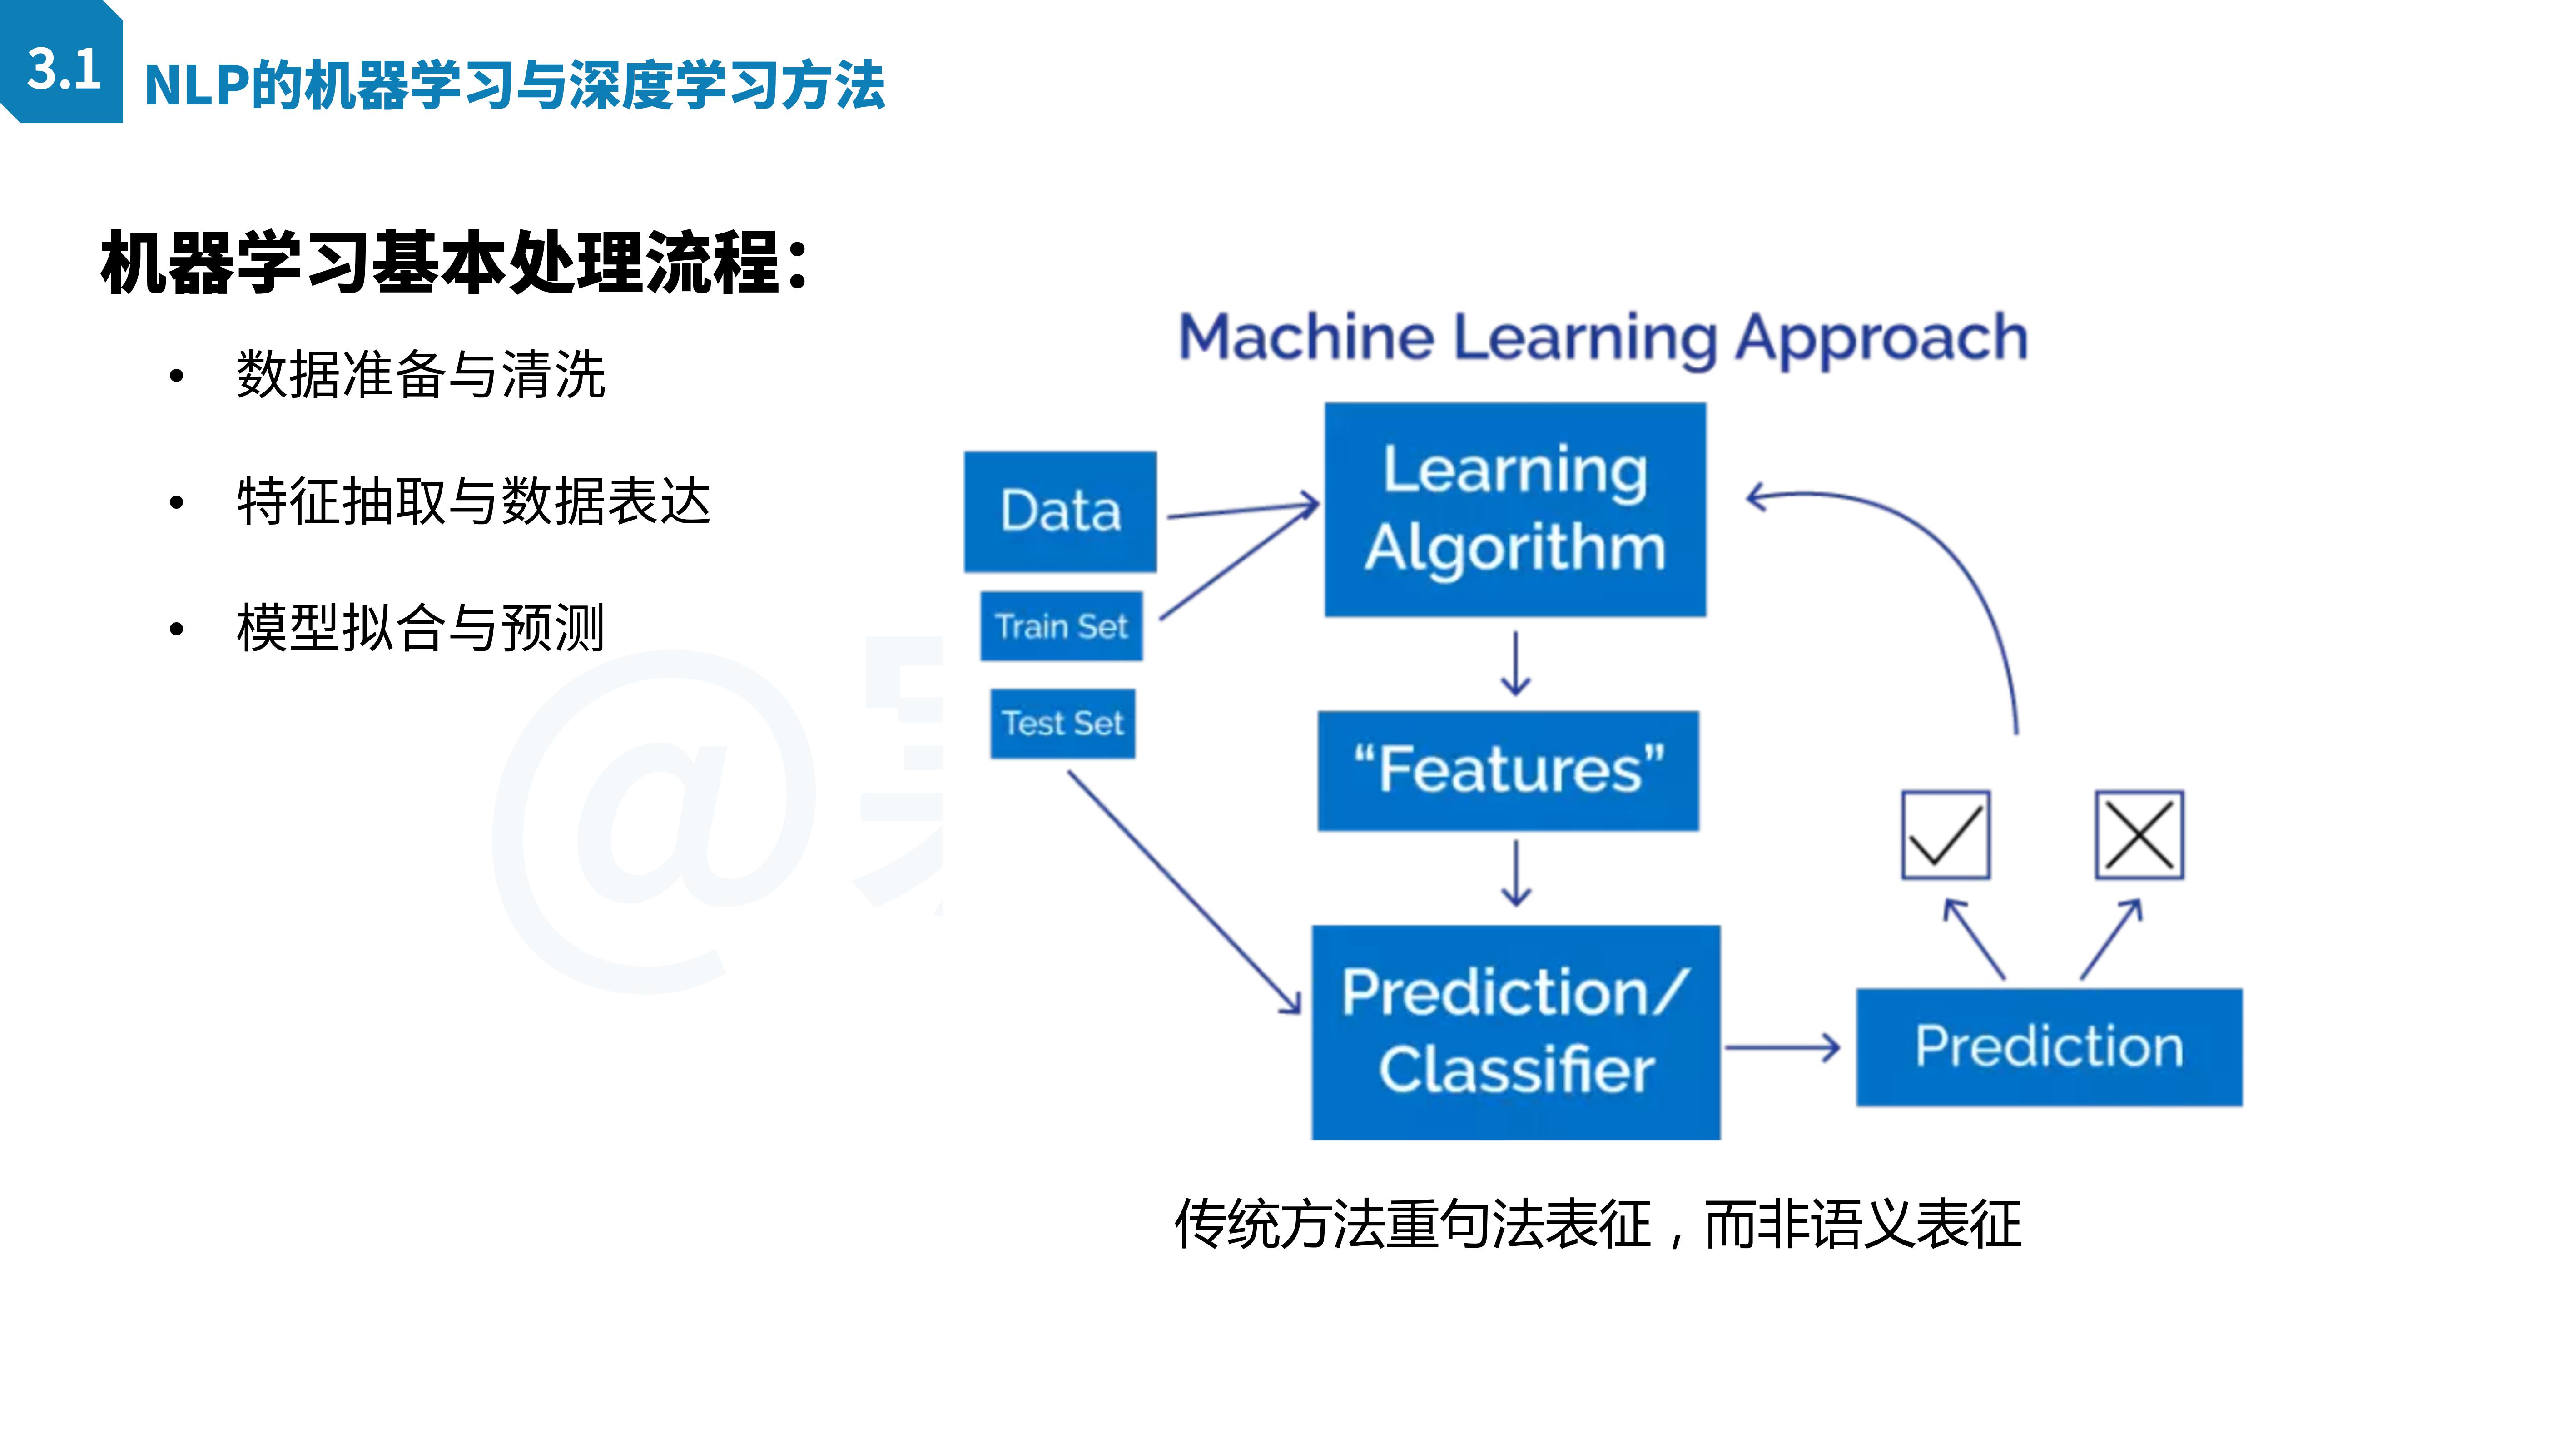 3.1
NLP的机器学习与深度学习方法
机器学习基本处理流程：
• 数据准备与清洗
• 特征抽取与数据表达
• 模型拟合与预测
@
Machine Learning Approach
Data
Train Set
Test Set
Learning
Algorithm
“Features”
Prediction/
Classifier
Prediction
传统方法重句法表征，而非语义表征